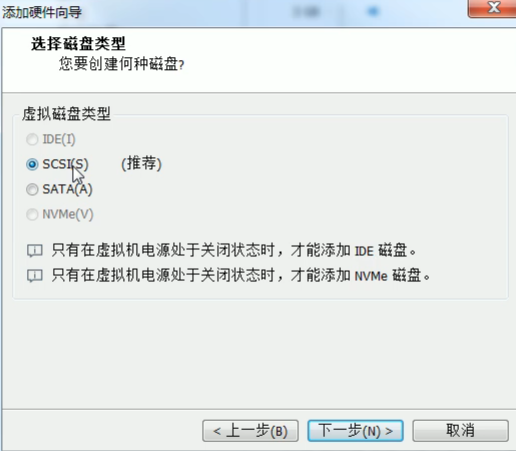 添加硬件向导
选择磁盘类型
您要创建何种磁盘?
虚拟磁盘类型
IDE(I)
SCSI(S) (推荐)
SATA(A)
NVMe(V)
只有在虚拟机电源处于关闭状态时，才能添加 IDE 磁盘。
只有在虚拟机电源处于关闭状态时，才能添加 NVMe 磁盘。
< 上一步(B) 下一步(N) > 取消